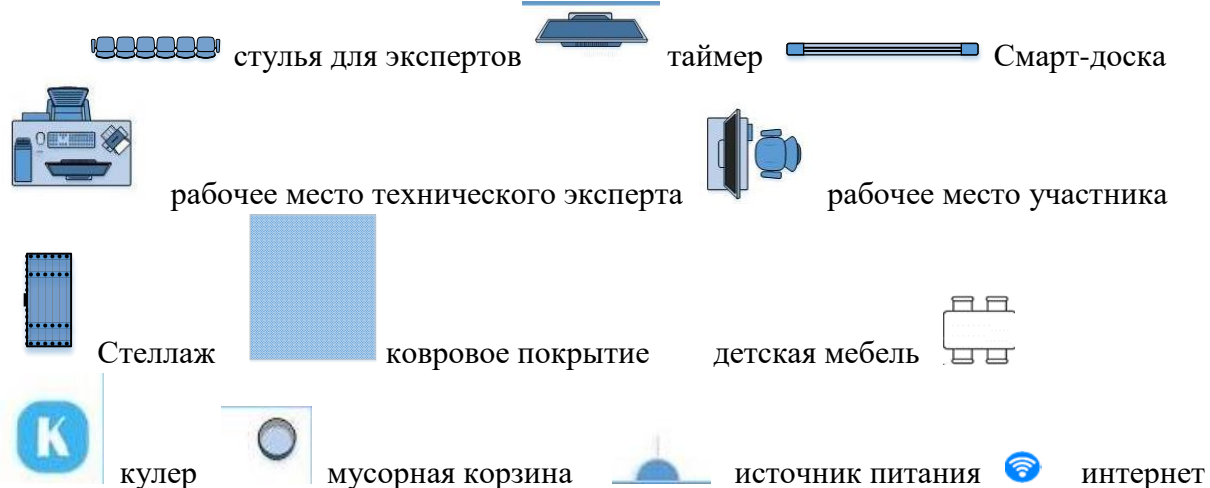 стулья для экспертов таймер Смарт-доска
рабочее место технического эксперта рабочее место участника
Стеллаж ковровое покрытие детская мебель
K кулер мусорная корзина источник питания интернет